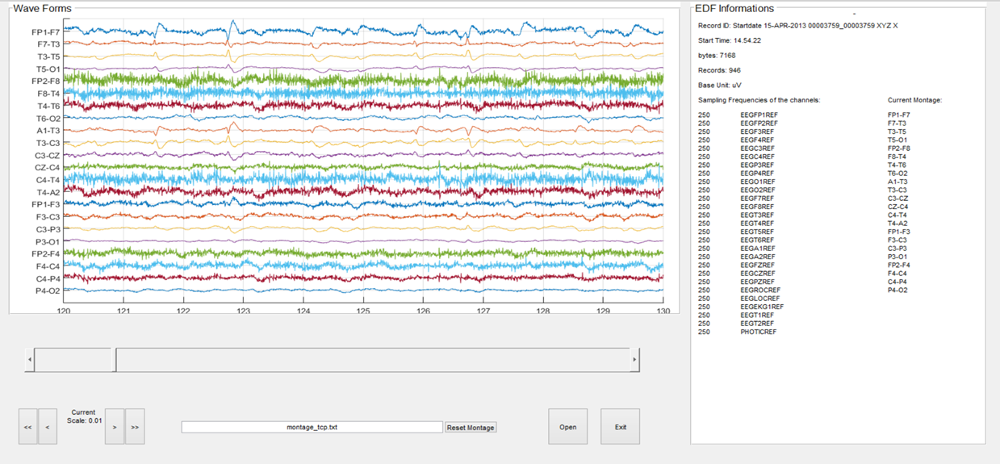 Wave Forms
FP1-F7
F7-T3
T3-T5
T5-O1
FP2-F8
F8-T4
T4-T6
T6-O2
A1-T3
T3-C3
C3-CZ
CZ-C4
C4-T4
T4-A2
FP1-F3
F3-C3
C3-P3
P3-O1
FP2-F4
F4-C4
C4-P4
P4-O2
120 121 122 123 124 125 126 127 128 129 130
<< < Current
Scale: 0.01 > >>
montage_tcp.txt Reset Montage Open Exit
EDF Informations
-
Record ID: Startdate 15-APR-2013 00003759_00003759 XYZ X
Start Time: 14.54.22
bytes: 7168
Records: 946
Base Unit: uV
Sampling Frequencies of the channels: Current Montage:
250 EEGFP1REF FP1-F7
250 EEGFP2REF F7-T3
250 EEGF3REF T3-T5
250 EEGF4REF T5-O1
250 EEGC3REF FP2-F8
250 EEGC4REF F8-T4
250 EEGP3REF T4-T6
250 EEGP4REF T6-O2
250 EEGO1REF A1-T3
250 EEGO2REF T3-C3
250 EEGF7REF C3-CZ
250 EEGF8REF CZ-C4
250 EEGT3REF C4-T4
250 EEGT4REF T4-A2
250 EEGT5REF FP1-F3
250 EEGT6REF F3-C3
250 EEGA1REF C3-P3
250 EEGA2REF P3-O1
250 EEGFZREF FP2-F4
250 EEGCZREF F4-C4
250 EEGPZREF C4-P4
250 EEGROCREF P4-O2
250 EEGLOCREF
250 EEGEKG1REF
250 EEGT1REF
250 EEGT2REF
250 PHOTICREF